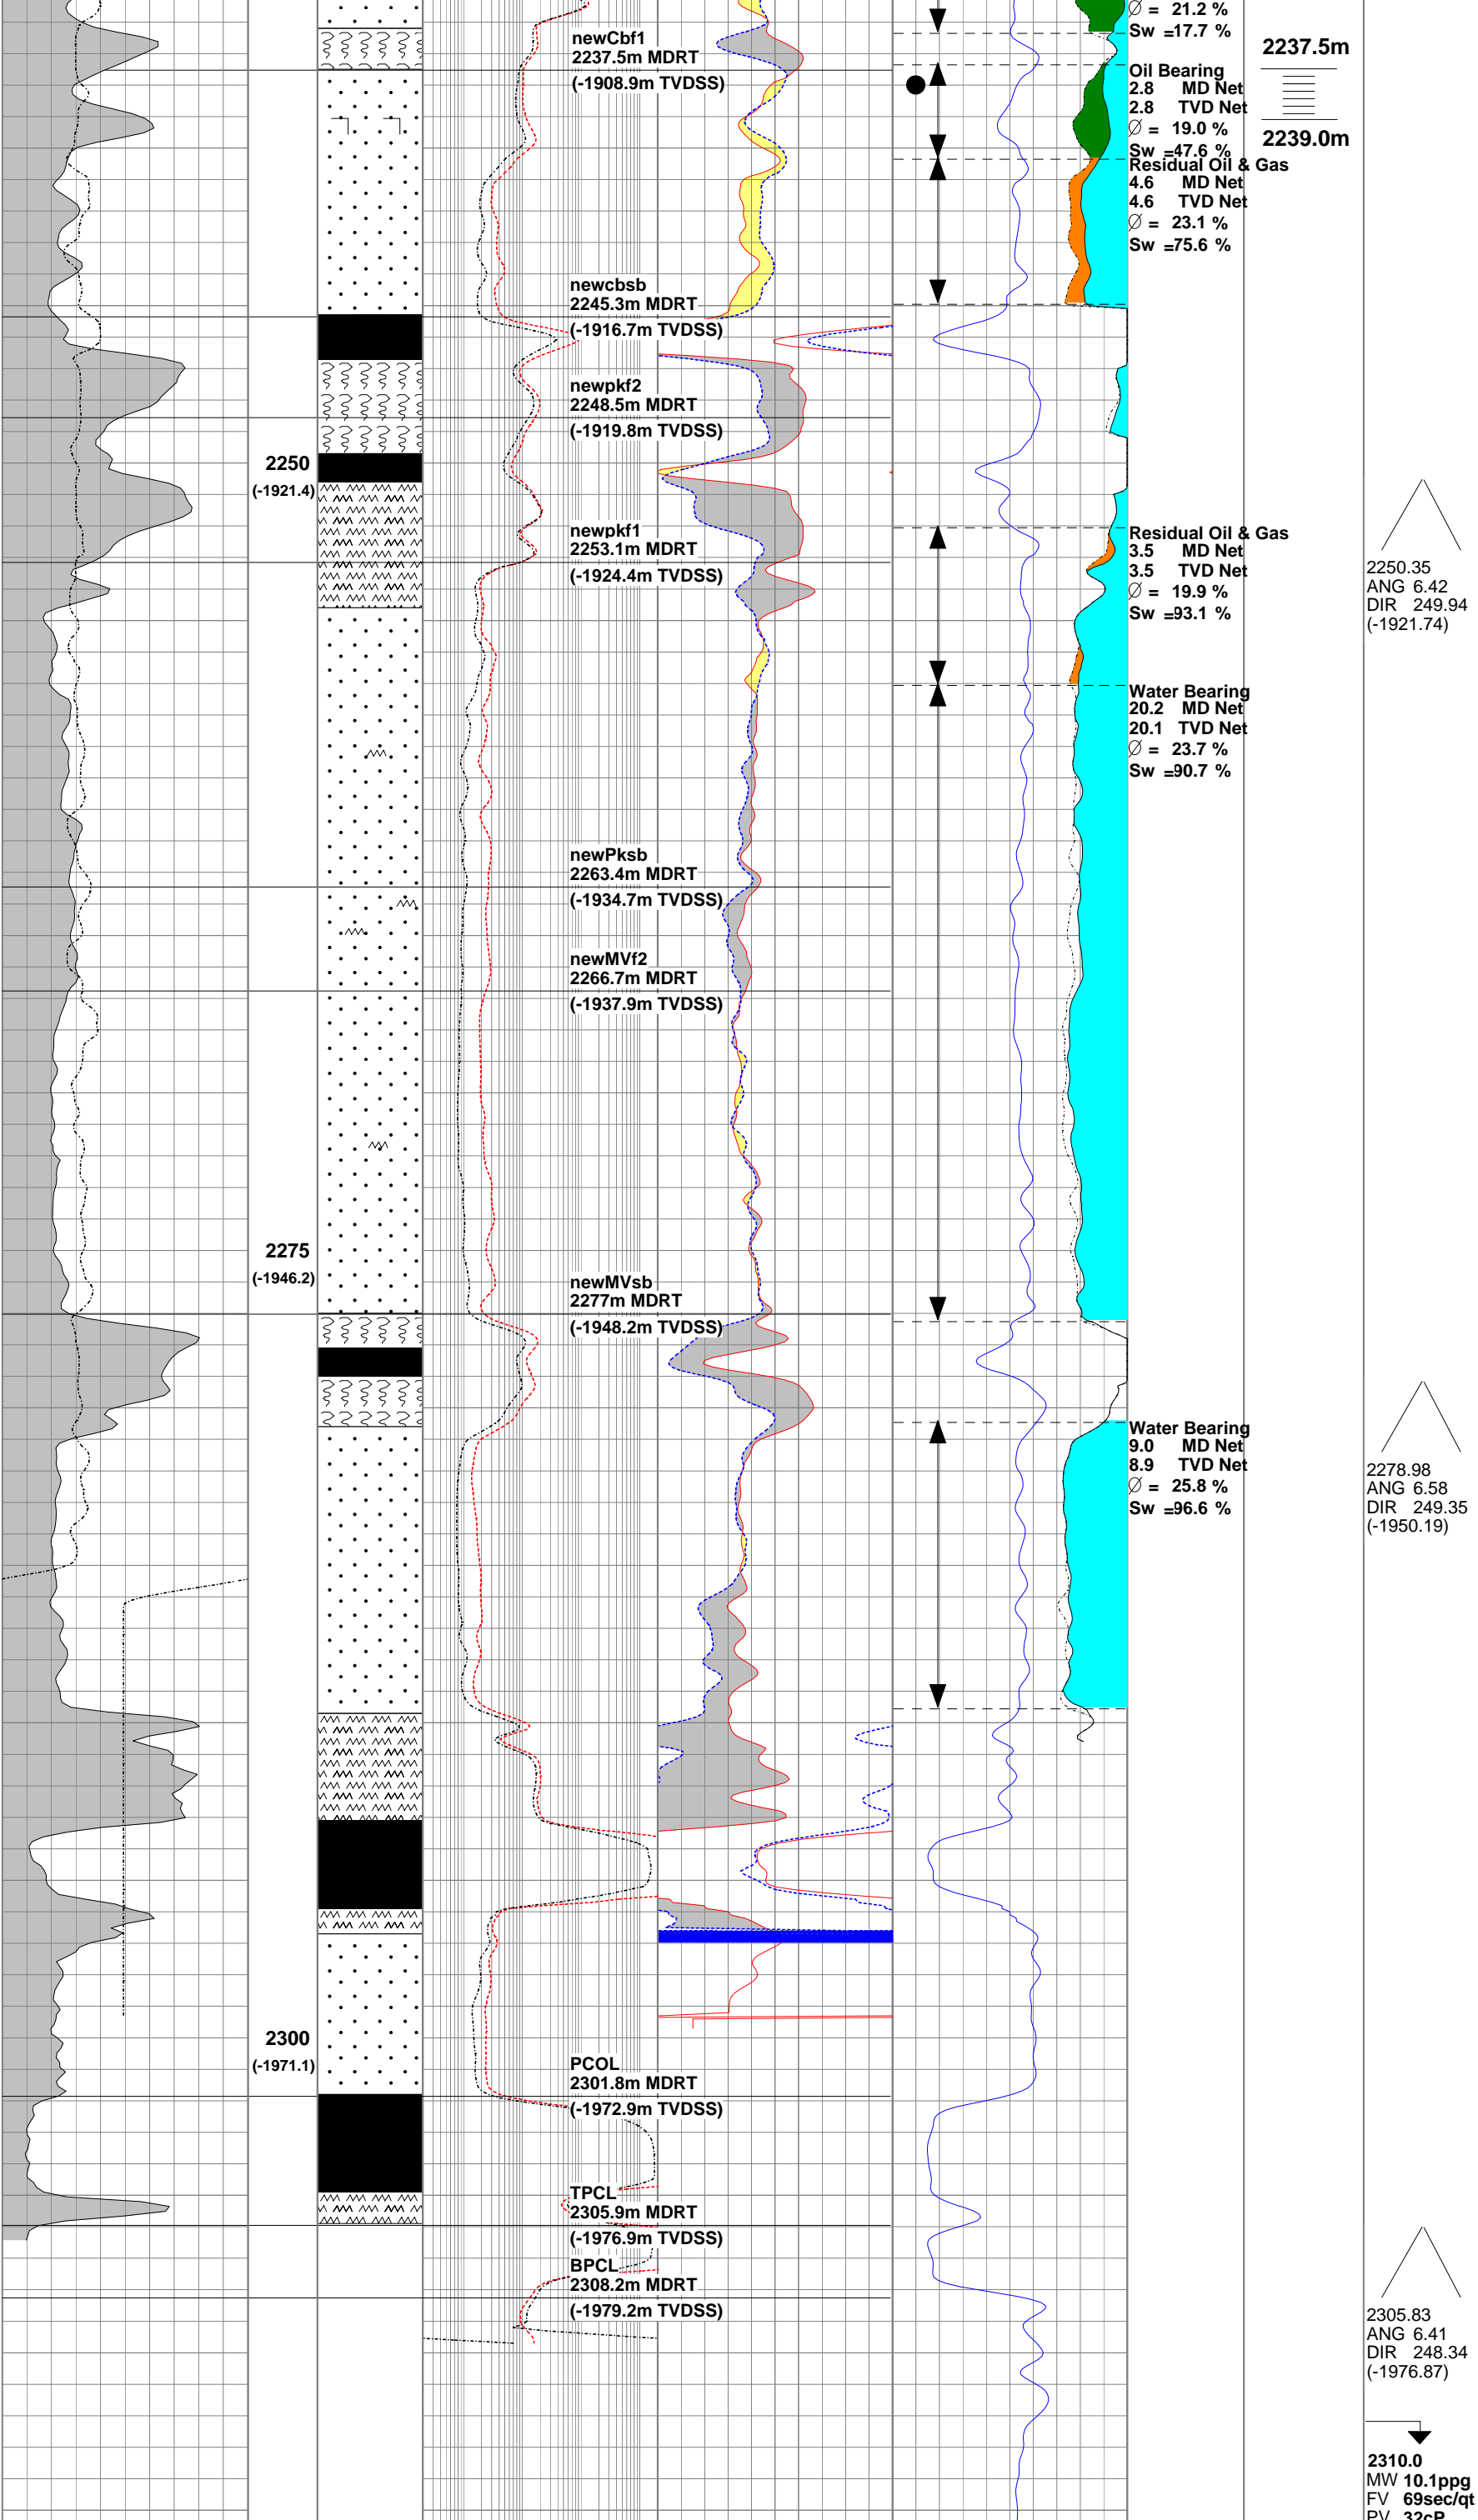 ∅ = 21.2 %
Sw =17.7 %
newCbf1
2237.5m MDRT
(-1908.9m TVDSS)
2237.5m
2239.0m
Oil Bearing
2.8 MD Net
2.8 TVD Net
∅ = 19.0 %
Sw =47.6 %
Residual Oil & Gas
4.6 MD Net
4.6 TVD Net
∅ = 23.1 %
Sw =75.6 %
newcbsb
2245.3m MDRT
(-1916.7m TVDSS)
newpkf2
2248.5m MDRT
(-1919.8m TVDSS)
2250
(-1921.4)
newpkf1
2253.1m MDRT
(-1924.4m TVDSS)
Residual Oil & Gas
3.5 MD Net
3.5 TVD Net
∅ = 19.9 %
Sw =93.1 %
2250.35
ANG 6.42
DIR 249.94
(-1921.74)
Water Bearing
20.2 MD Net
20.1 TVD Net
∅ = 23.7 %
Sw =90.7 %
newPksb
2263.4m MDRT
(-1934.7m TVDSS)
newMVf2
2266.7m MDRT
(-1937.9m TVDSS)
2275
(-1946.2)
newMVsb
2277m MDRT
(-1948.2m TVDSS)
Water Bearing
9.0 MD Net
8.9 TVD Net
∅ = 25.8 %
Sw =96.6 %
2278.98
ANG 6.58
DIR 249.35
(-1950.19)
2300
(-1971.1)
PCOL
2301.8m MDRT
(-1972.9m TVDSS)
TPCL
2305.9m MDRT
(-1976.9m TVDSS)
BPCL
2308.2m MDRT
(-1979.2m TVDSS)
2305.83
ANG 6.41
DIR 248.34
(-1976.87)
2310.0
MW 10.1ppg
FV 69sec/qt
PV 32cP